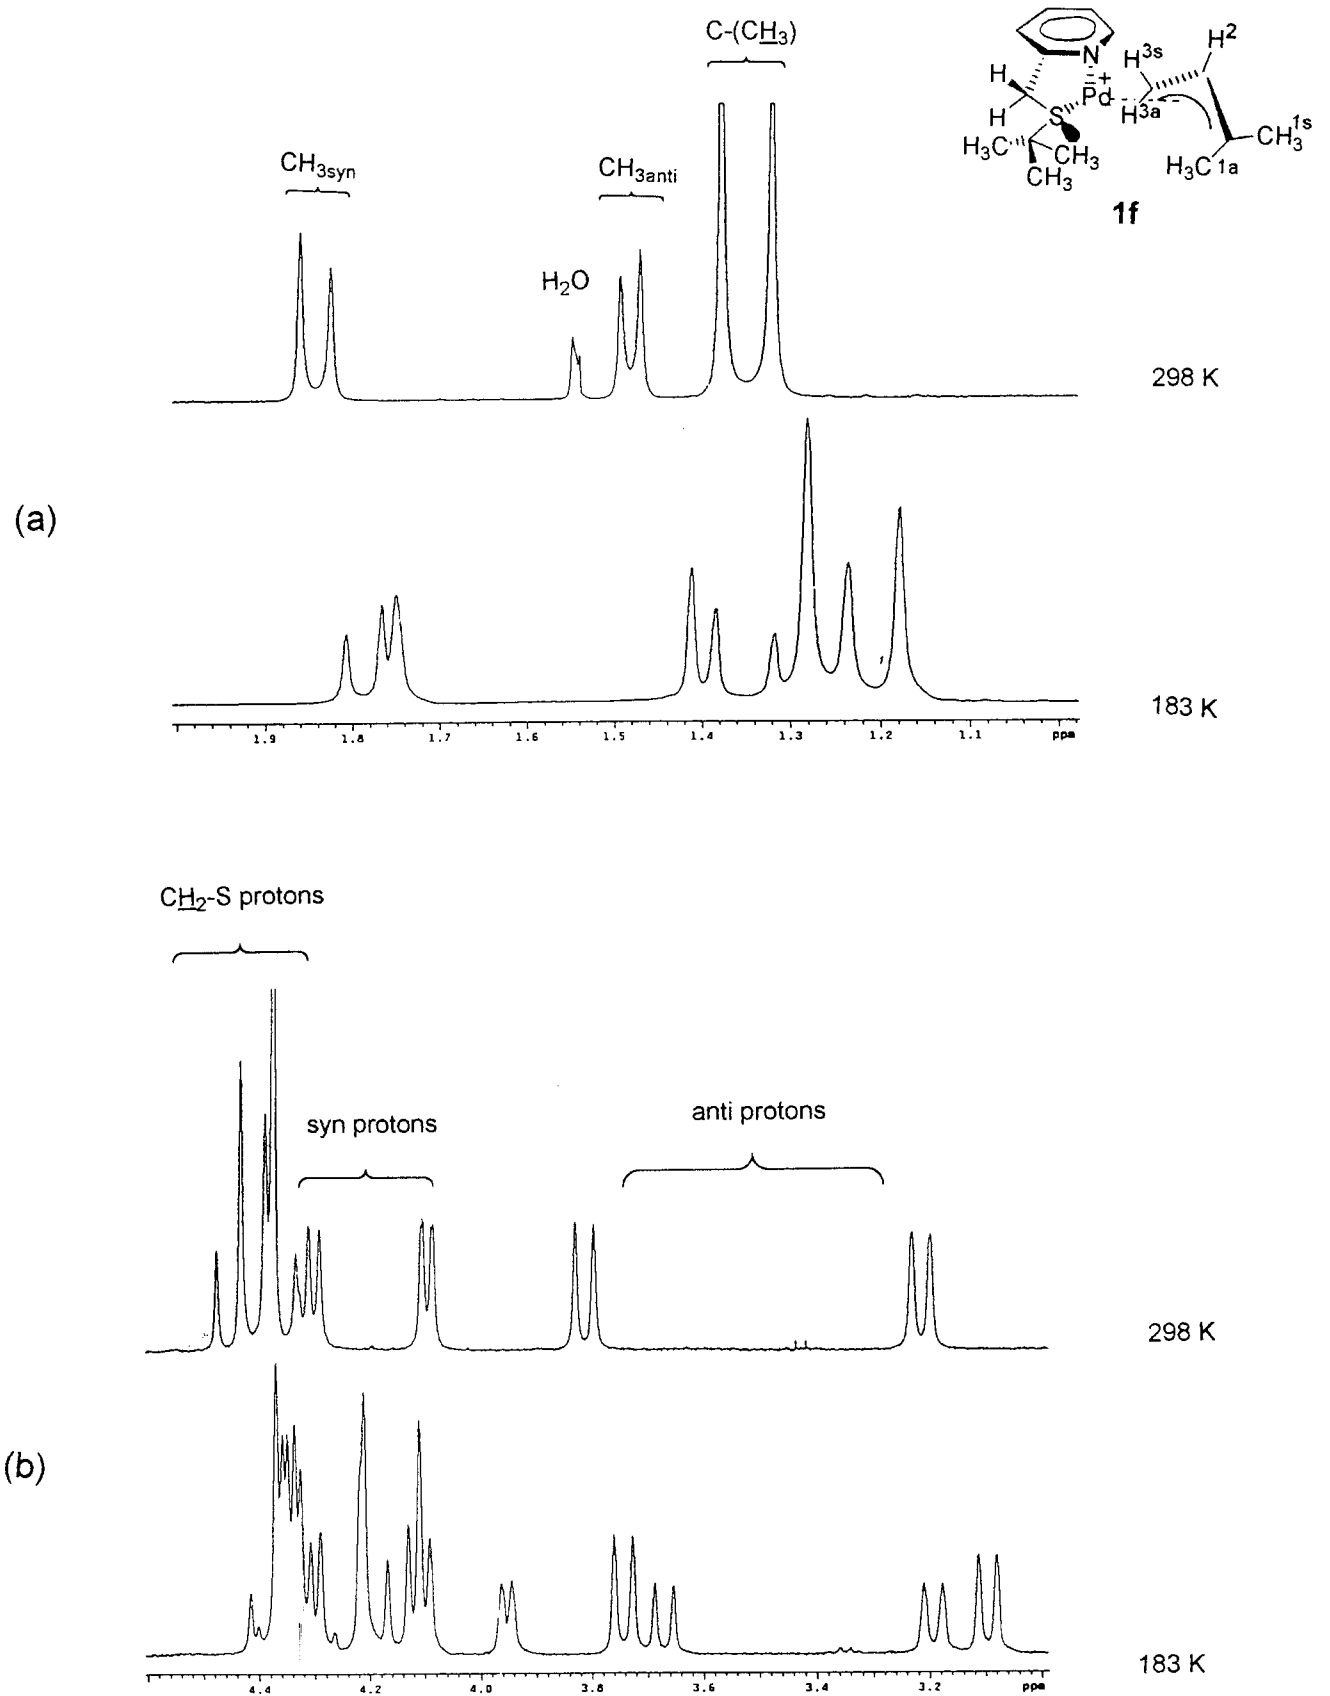 C-(CH3)
CH3syn
CH3anti
H2O
298 K
H
H
N
Pd
+
S
H3C
CH3
CH3
H3s
H3a
H2
CH31s
H3C1a
1f
(a)
183 K
1.9 1.8 1.7 1.6 1.5 1.4 1.3 1.2 1.1 ppm
CH2-S protons
syn protons
anti protons
298 K
(b)
183 K
4.4 4.2 4.0 3.8 3.6 3.4 3.2 ppm